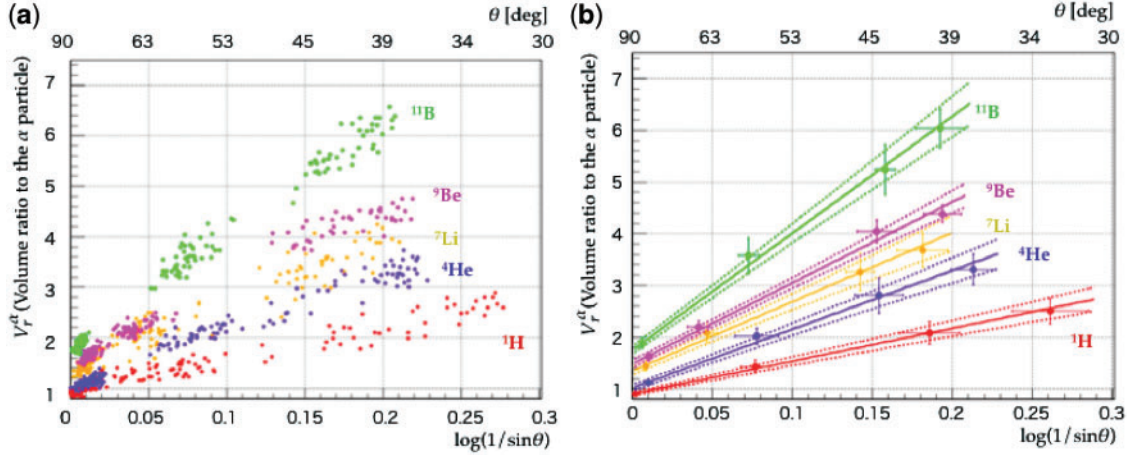 (a)
θ [deg]
90 63 53 45 39 34 30
V_r^α (Volume ratio to the α particle)
7
6
5
4
3
2
1
¹¹B
⁹Be
⁷Li
⁴He
¹H
0 0.05 0.1 0.15 0.2 0.25 0.3
log(1/sinθ)
(b)
θ [deg]
90 63 53 45 39 34 30
V_r^α (Volume ratio to the α particle)
7
6
5
4
3
2
1
¹¹B
⁹Be
⁷Li
⁴He
¹H
0 0.05 0.1 0.15 0.2 0.25 0.3
log(1/sinθ)